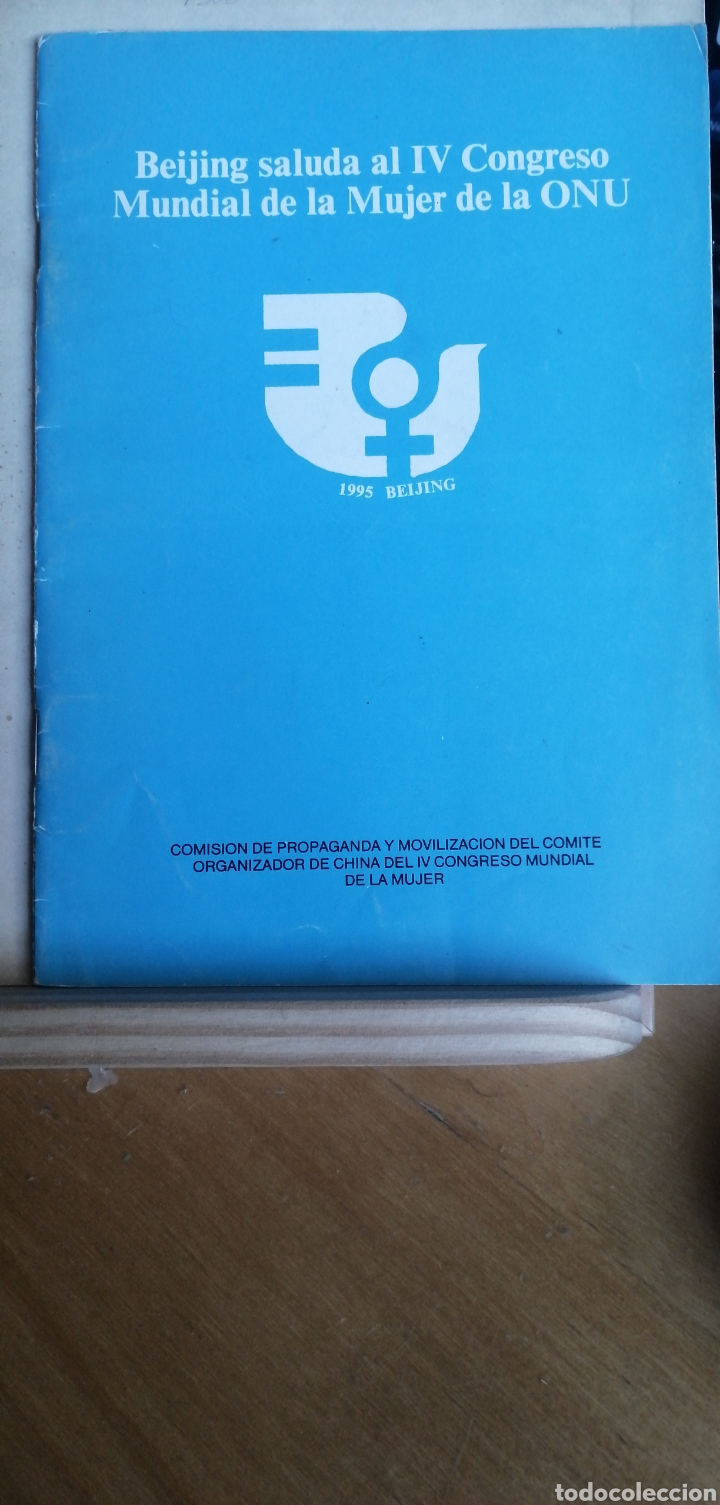 Beijing saluda al IV Congreso
Mundial de la Mujer de la ONU
1995 BEIJING
COMISION DE PROPAGANDA Y MOVILIZACION DEL COMITE
ORGANIZADOR DE CHINA DEL IV CONGRESO MUNDIAL
DE LA MUJER
todocoleccion